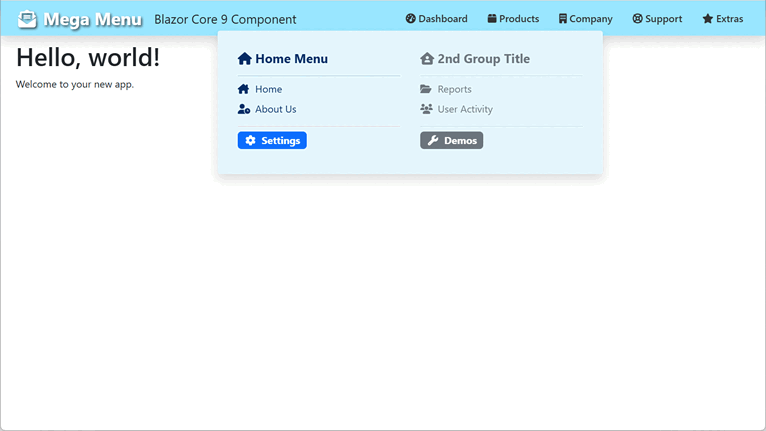 Mega Menu Blazor Core 9 Component Dashboard Products Company Support Extras
Hello, world!
Welcome to your new app.
Home Menu
Home
About Us
Settings
2nd Group Title
Reports
User Activity
Demos